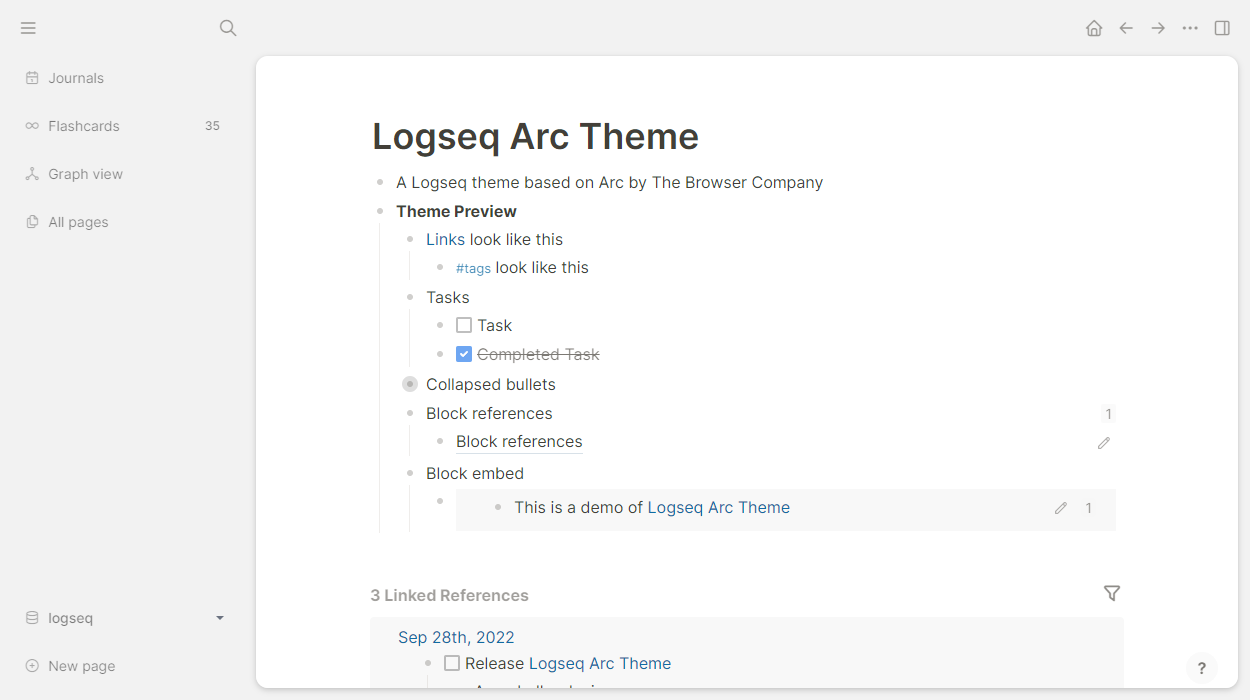 Journals
Flashcards 35
Graph view
All pages
logseq
New page
Logseq Arc Theme
A Logseq theme based on Arc by The Browser Company
Theme Preview
Links look like this
#tags look like this
Tasks
Task
Completed Task
Collapsed bullets
Block references 1
Block references
Block embed
This is a demo of Logseq Arc Theme 1
3 Linked References
Sep 28th, 2022
Release Logseq Arc Theme
?